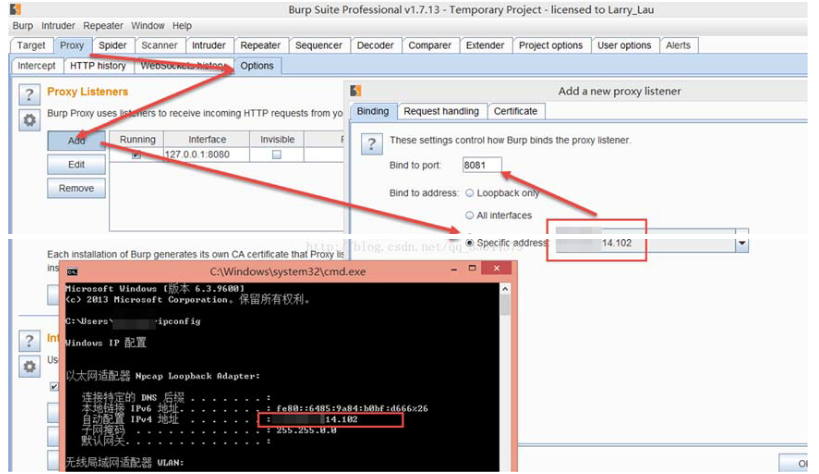 Burp Suite Professional v1.7.13 - Temporary Project - licensed to Larry_Lau
Burp Intruder Repeater Window Help
Target Proxy Spider Scanner Intruder Repeater Sequencer Decoder Comparer Extender Project options User options Alerts
Intercept HTTP history WebSockets history Options
Proxy Listeners
Burp Proxy uses listeners to receive incoming HTTP requests from yo
Add
Edit
Remove
Running Interface Invisible
127.0.0.1:8080
Add a new proxy listener
Binding Request handling Certificate
These settings control how Burp binds the proxy listener.
Bind to port: 8081
Bind to address: Loopback only
All interfaces
Specific address: 14.102
http://blog.csdn.net/qq_
Each installation of Burp generates its own CA certificate that Proxy lis
ins
Int
Us
C:\Windows\system32\cmd.exe
Microsoft Windows [版本 6.3.9600]
(c) 2013 Microsoft Corporation。保留所有权利。
C:\Users\ipconfig
Windows IP 配置
以太网适配器 Npcap Loopback Adapter:
连接特定的 DNS 后缀 . . . . . . . :
本地链接 IPv6 地址. . . . . . . . : fe80::6485:9a84:b0bf:d666%26
自动配置 IPv4 地址 . . . . . . . : 14.102
子网掩码 . . . . . . . . . . . . : 255.255.0.0
默认网关. . . . . . . . . . . . . :
无线局域网适配器 WLAN: